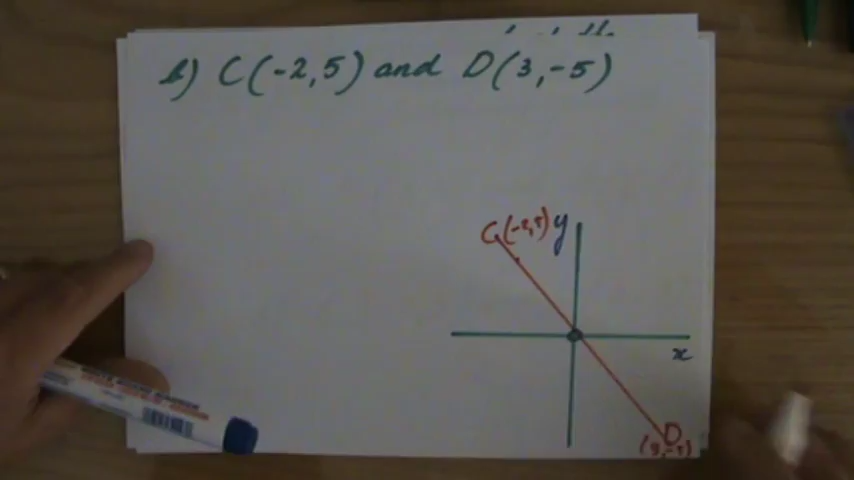 b) C(-2,5) and D(3,-5)
C(-2,5) y
x
D
(3,-5)